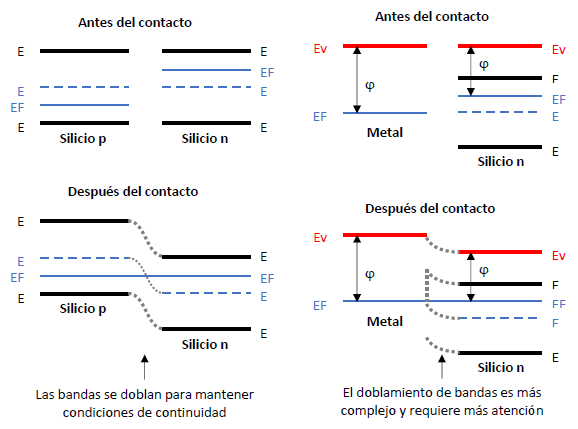 Antes del contacto
E
E
EF
E
EF
E
E
E
Silicio p
Silicio n
Antes del contacto
Ev
Ev
φ
φ
F
EF
EF
E
Metal
E
Silicio n
Después del contacto
E
E
E
EF
EF
E
E
Silicio p
E
Silicio n
Las bandas se doblan para mantener
condiciones de continuidad
Después del contacto
Ev
Ev
φ
φ
F
EF
FF
Metal
F
E
Silicio n
El doblamiento de bandas es más
complejo y requiere más atención